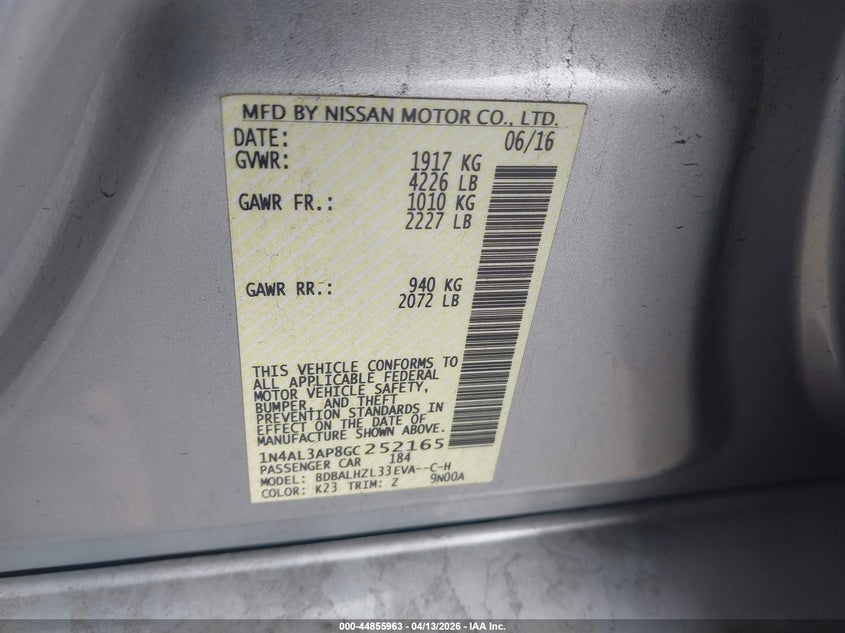 MFD BY NISSAN MOTOR CO., LTD.
DATE: 06/16
GVWR: 1917 KG
4226 LB
GAWR FR.: 1010 KG
2227 LB
GAWR RR.: 940 KG
2072 LB
THIS VEHICLE CONFORMS TO
ALL APPLICABLE FEDERAL
MOTOR VEHICLE SAFETY,
BUMPER, AND THEFT
PREVENTION STANDARDS IN
EFFECT ON THE DATE OF
MANUFACTURE SHOWN ABOVE.
1N4AL3AP8GC252165
PASSENGER CAR 184
MODEL: BDBALHZL33EVA--C-H
COLOR: K23 TRIM: Z 9N00A
000-44855963 - 04/13/2026 - IAA Inc.